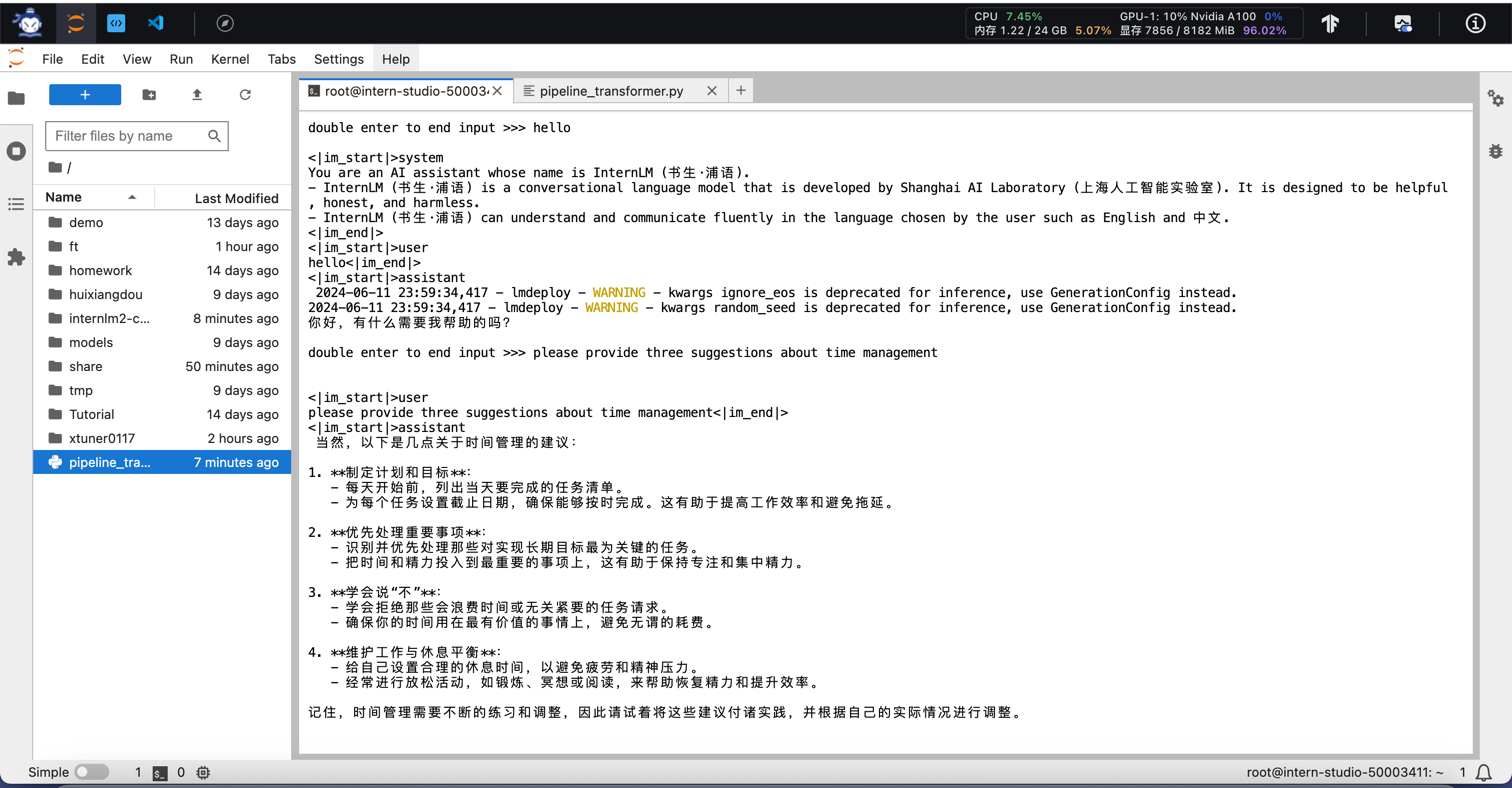 CPU 7.45% GPU-1: 10% Nvidia A100 0%
内存 1.22 / 24 GB 5.07% 显存 7856 / 8182 MiB 96.02%
File Edit View Run Kernel Tabs Settings Help
root@intern-studio-50003
pipeline_transformer.py
Filter files by name
/
Name Last Modified
demo 13 days ago
ft 1 hour ago
homework 14 days ago
huixiangdou 9 days ago
internlm2-c... 8 minutes ago
models 9 days ago
share 50 minutes ago
tmp 9 days ago
Tutorial 14 days ago
xtuner0117 2 hours ago
pipeline_tra... 7 minutes ago
double enter to end input >>> hello
<|im_start|>system
You are an AI assistant whose name is InternLM (书生·浦语).
- InternLM (书生·浦语) is a conversational language model that is developed by Shanghai AI Laboratory (上海人工智能实验室). It is designed to be helpful
, honest, and harmless.
- InternLM (书生·浦语) can understand and communicate fluently in the language chosen by the user such as English and 中文.
<|im_end|>
<|im_start|>user
hello<|im_end|>
<|im_start|>assistant
2024-06-11 23:59:34,417 - lmdeploy - WARNING - kwargs ignore_eos is deprecated for inference, use GenerationConfig instead.
2024-06-11 23:59:34,417 - lmdeploy - WARNING - kwargs random_seed is deprecated for inference, use GenerationConfig instead.
你好，有什么需要我帮助的吗？
double enter to end input >>> please provide three suggestions about time management
<|im_start|>user
please provide three suggestions about time management<|im_end|>
<|im_start|>assistant
当然，以下是几点关于时间管理的建议：
1. **制定计划和目标**：
- 每天开始前，列出当天要完成的任务清单。
- 为每个任务设置截止日期，确保能够按时完成。这有助于提高工作效率和避免拖延。
2. **优先处理重要事项**：
- 识别并优先处理那些对实现长期目标最为关键的任务。
- 把时间和精力投入到最重要的事项上，这有助于保持专注和集中精力。
3. **学会说“不”**：
- 学会拒绝那些会浪费时间或无关紧要的任务请求。
- 确保你的时间用在最有价值的事情上，避免无谓的耗费。
4. **维护工作与休息平衡**：
- 给自己设置合理的休息时间，以避免疲劳和精神压力。
- 经常进行放松活动，如锻炼、冥想或阅读，来帮助恢复精力和提升效率。
记住，时间管理需要不断的练习和调整，因此请试着将这些建议付诸实践，并根据自己的实际情况进行调整。
Simple 1 0 root@intern-studio-50003411: ~ 1